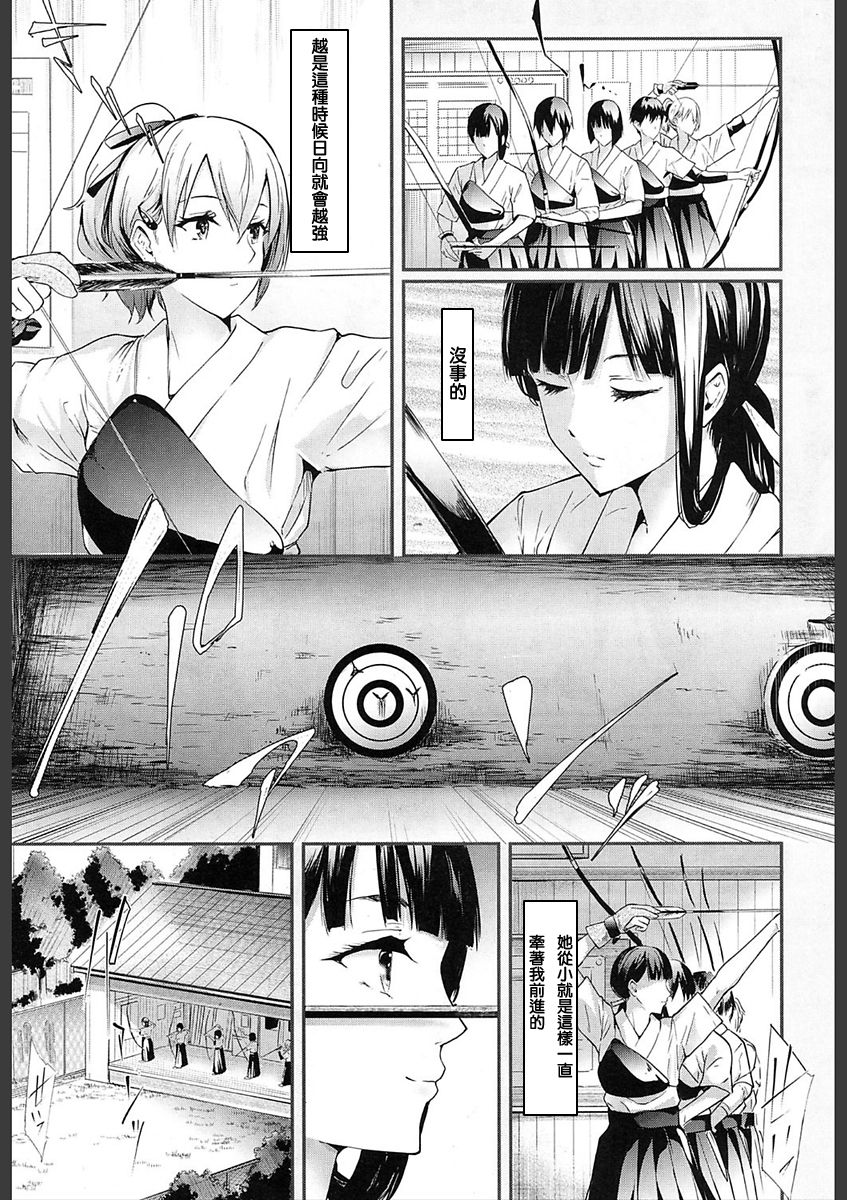 沒事的
越是這種時候日向就會越強
她從小就是這樣一直
牽著我前進的